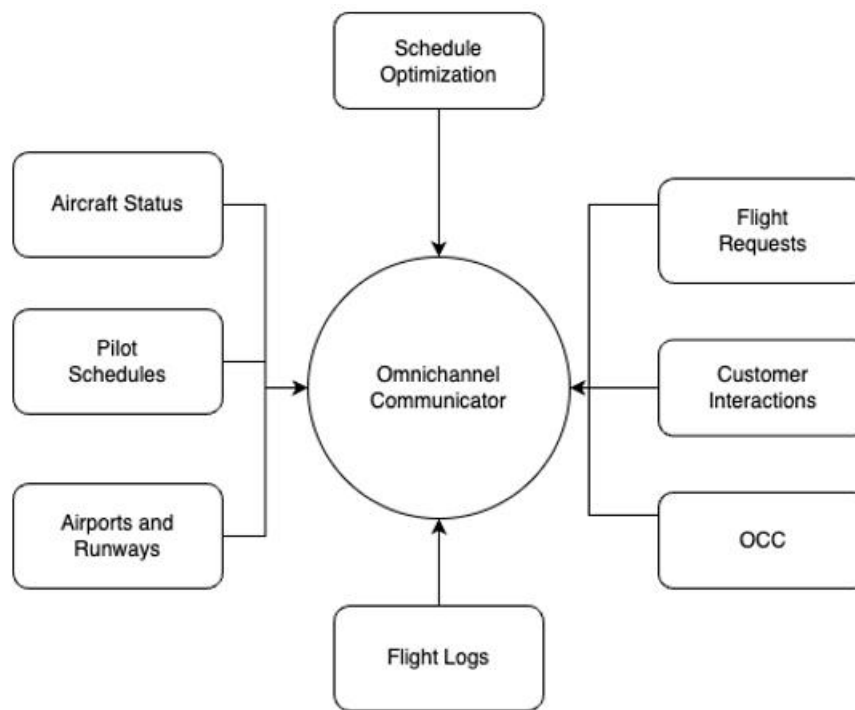 Schedule
Optimization
Aircraft Status
Flight
Requests
Pilot
Schedules
Omnichannel
Communicator
Customer
Interactions
Airports and
Runways
OCC
Flight Logs